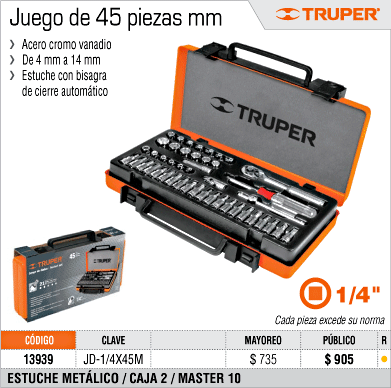 Juego de 45 piezas mm
TRUPER®
Acero cromo vanadio
De 4 mm a 14 mm
Estuche con bisagra
de cierre automático
TRUPER
TRUPER
45
1/4"
Cada pieza excede su norma
CÓDIGO CLAVE MAYOREO PÚBLICO R
13939 JD-1/4X45M $ 735 $ 905
ESTUCHE METÁLICO / CAJA 2 / MASTER 10